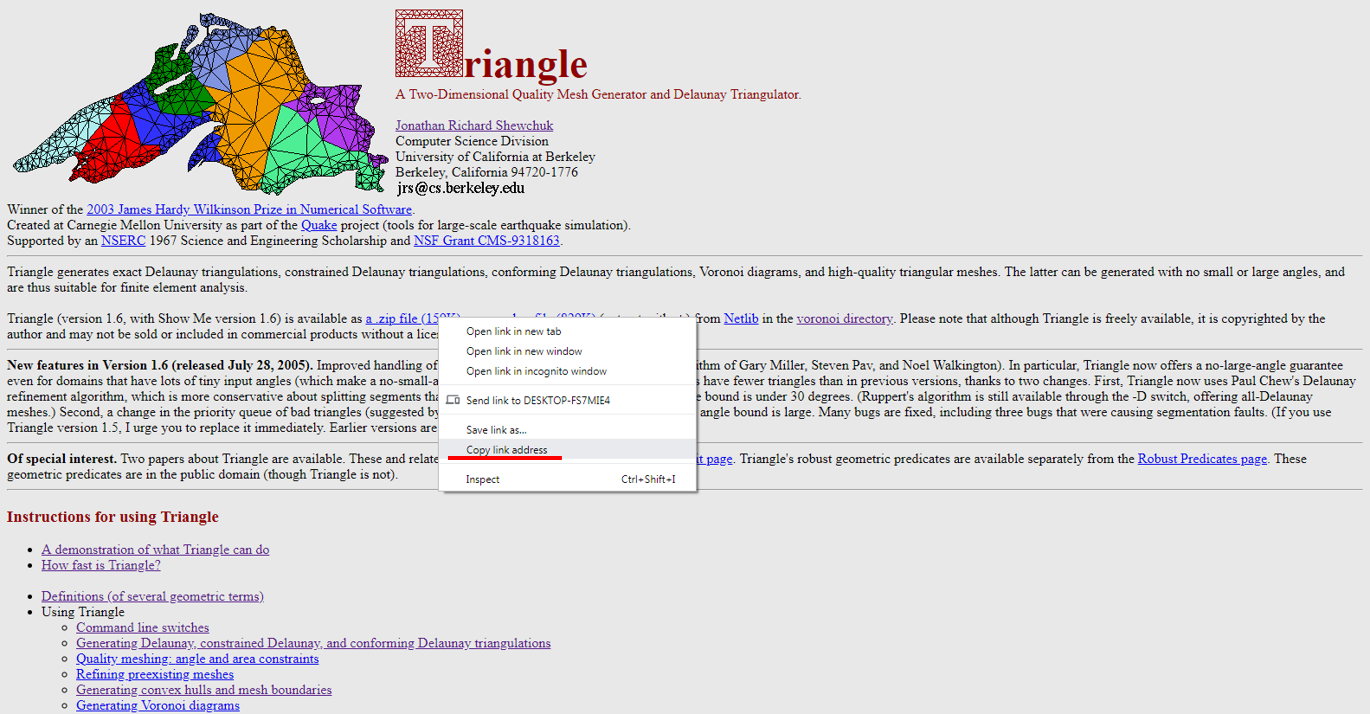 Triangle
A Two-Dimensional Quality Mesh Generator and Delaunay Triangulator.
Jonathan Richard Shewchuk
Computer Science Division
University of California at Berkeley
Berkeley, California 94720-1776
jrs@cs.berkeley.edu
Winner of the 2003 James Hardy Wilkinson Prize in Numerical Software.
Created at Carnegie Mellon University as part of the Quake project (tools for large-scale earthquake simulation).
Supported by an NSERC 1967 Science and Engineering Scholarship and NSF Grant CMS-9318163.
Triangle generates exact Delaunay triangulations, constrained Delaunay triangulations, conforming Delaunay triangulations, Voronoi diagrams, and high-quality triangular meshes. The latter can be generated with no small or large angles, and
are thus suitable for finite element analysis.
Triangle (version 1.6, with Show Me version 1.6) is available as a .zip file from Netlib in the voronoi directory. Please note that although Triangle is freely available, it is copyrighted by the
author and may not be sold or included in commercial products without a
New features in Version 1.6 (released July 28, 2005). Improved handling of of Gary Miller, Steven Pav, and Noel Walkington). In particular, Triangle now offers a no-large-angle guarantee
even for domains that have lots of tiny input angles (which make a have fewer triangles than in previous versions, thanks to two changes. First, Triangle now uses Paul Chew's Delaunay
refinement algorithm, which is more conservative about splitting segments bound is under 30 degrees. (Ruppert's algorithm is still available through the -D switch, offering all-Delaunay
meshes.) Second, a change in the priority queue of bad triangles (suggested angle bound is large. Many bugs are fixed, including three bugs that were causing segmentation faults. (If you use
Triangle version 1.5, I urge you to replace it immediately. Earlier versions are
Of special interest. Two papers about Triangle are available. These and page. Triangle's robust geometric predicates are available separately from the Robust Predicates page. These
geometric predicates are in the public domain (though Triangle is not).
Open link in new tab
Open link in new window
Open link in incognito window
Send link to DESKTOP-FS7MIE4
Save link as...
Copy link address
Inspect Ctrl+Shift+I
Instructions for using Triangle
A demonstration of what Triangle can do
How fast is Triangle?
Definitions (of several geometric terms)
Using Triangle
Command line switches
Generating Delaunay, constrained Delaunay, and conforming Delaunay triangulations
Quality meshing: angle and area constraints
Refining preexisting meshes
Generating convex hulls and mesh boundaries
Generating Voronoi diagrams